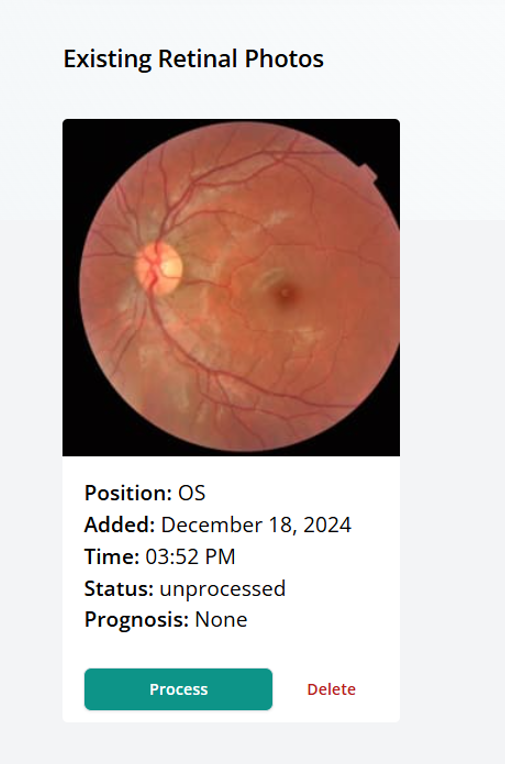 Existing Retinal Photos
Position: OS
Added: December 18, 2024
Time: 03:52 PM
Status: unprocessed
Prognosis: None
Process Delete